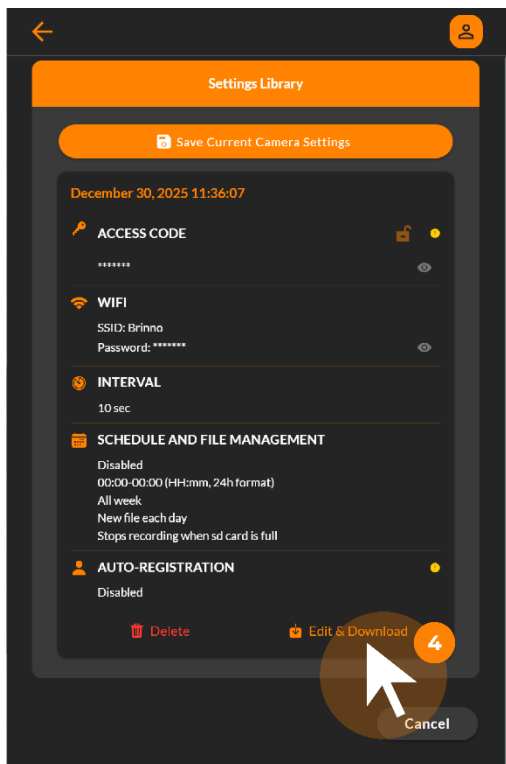 Settings Library
Save Current Camera Settings
December 30, 2025 11:36:07
ACCESS CODE
*******
WIFI
SSID: Brinno
Password: *******
INTERVAL
10 sec
SCHEDULE AND FILE MANAGEMENT
Disabled
00:00-00:00 (HH:mm, 24h format)
All week
New file each day
Stops recording when sd card is full
AUTO-REGISTRATION
Disabled
Delete
Edit & Download
4
Cancel